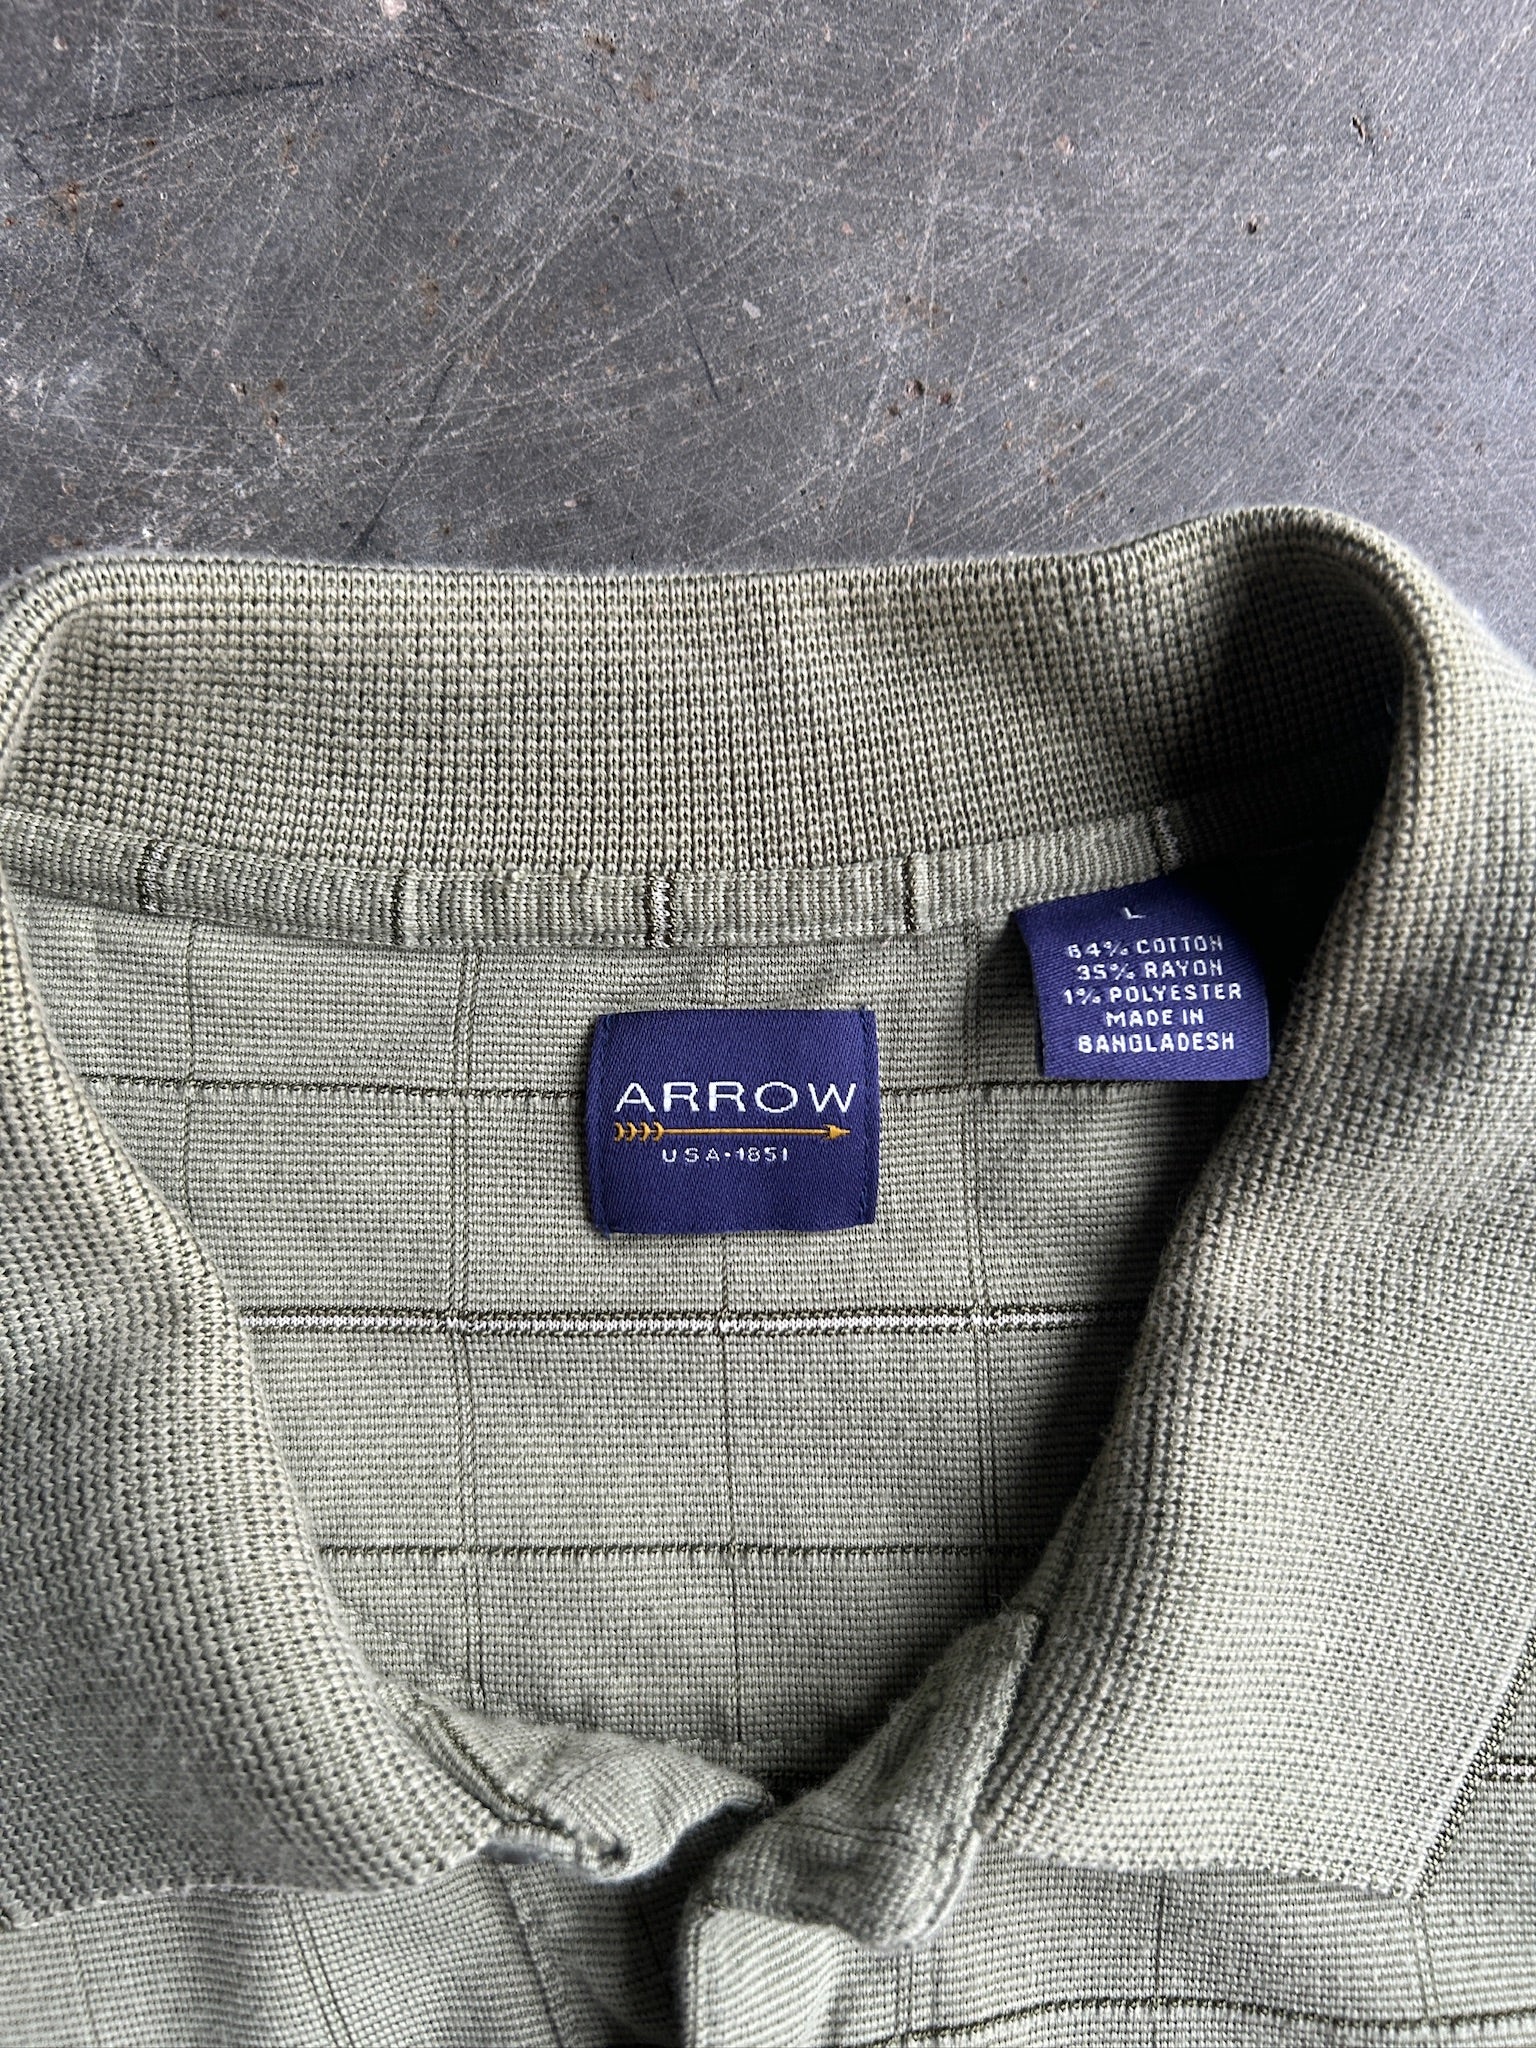 L
64% COTTON
35% RAYON
1% POLYESTER
MADE IN
BANGLADESH
ARROW
USA·1851